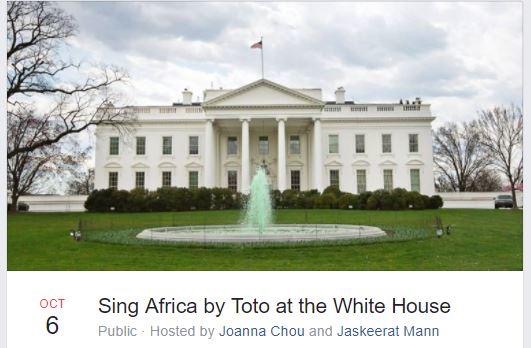 OCT
6
Sing Africa by Toto at the White House
Public · Hosted by Joanna Chou and Jaskeerat Mann